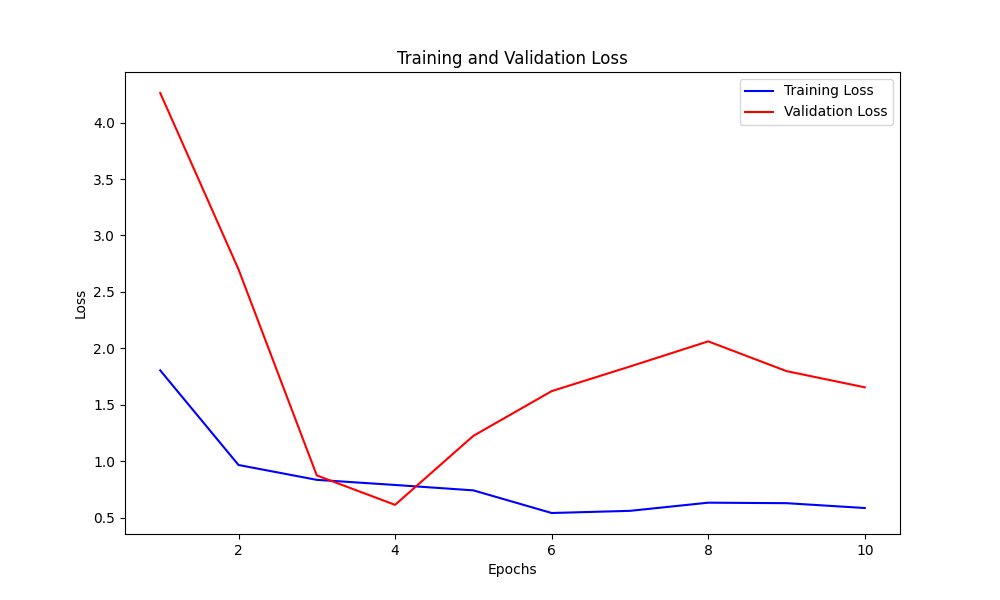 Training and Validation Loss
Training Loss
Validation Loss
4.0
3.5
3.0
2.5
2.0
1.5
1.0
0.5
Loss
2 4 6 8 10
Epochs